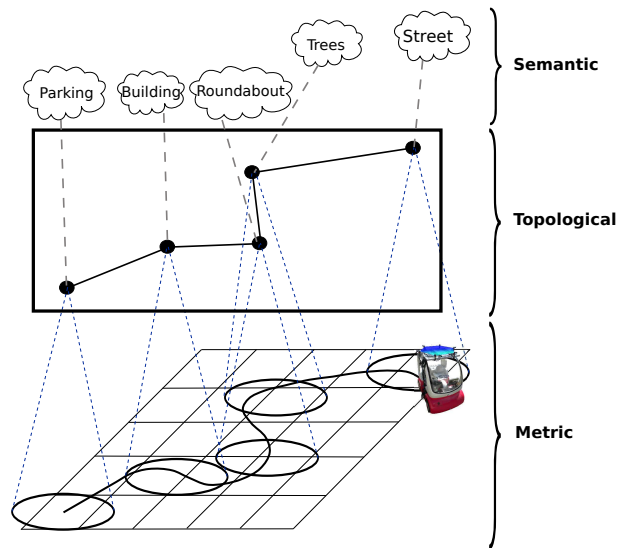 Street
Trees
Semantic
Parking
Building
Roundabout
Topological
Metric